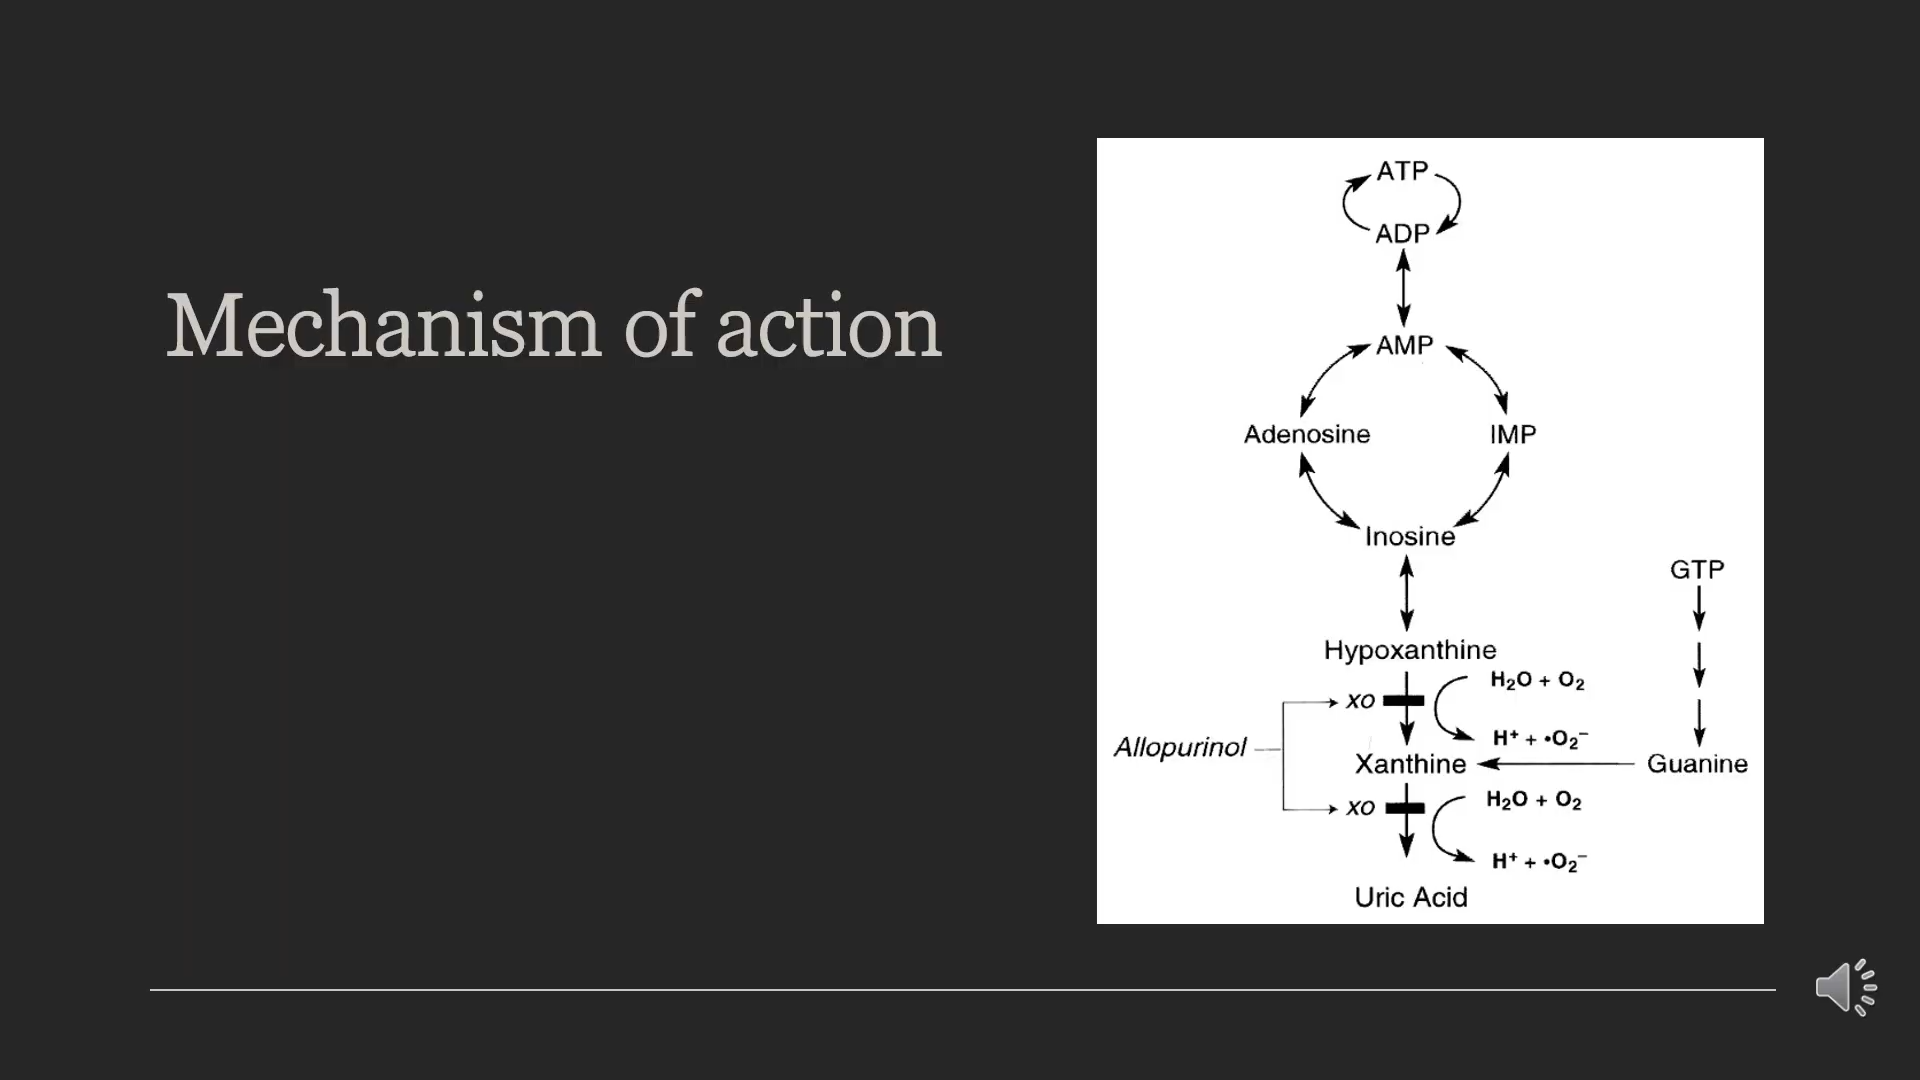 Mechanism of action
ATP
ADP
AMP
Adenosine
IMP
Inosine
GTP
Hypoxanthine
H₂O + O₂
XO
H⁺ + •O₂⁻
Allopurinol
Xanthine
Guanine
H₂O + O₂
XO
H⁺ + •O₂⁻
Uric Acid